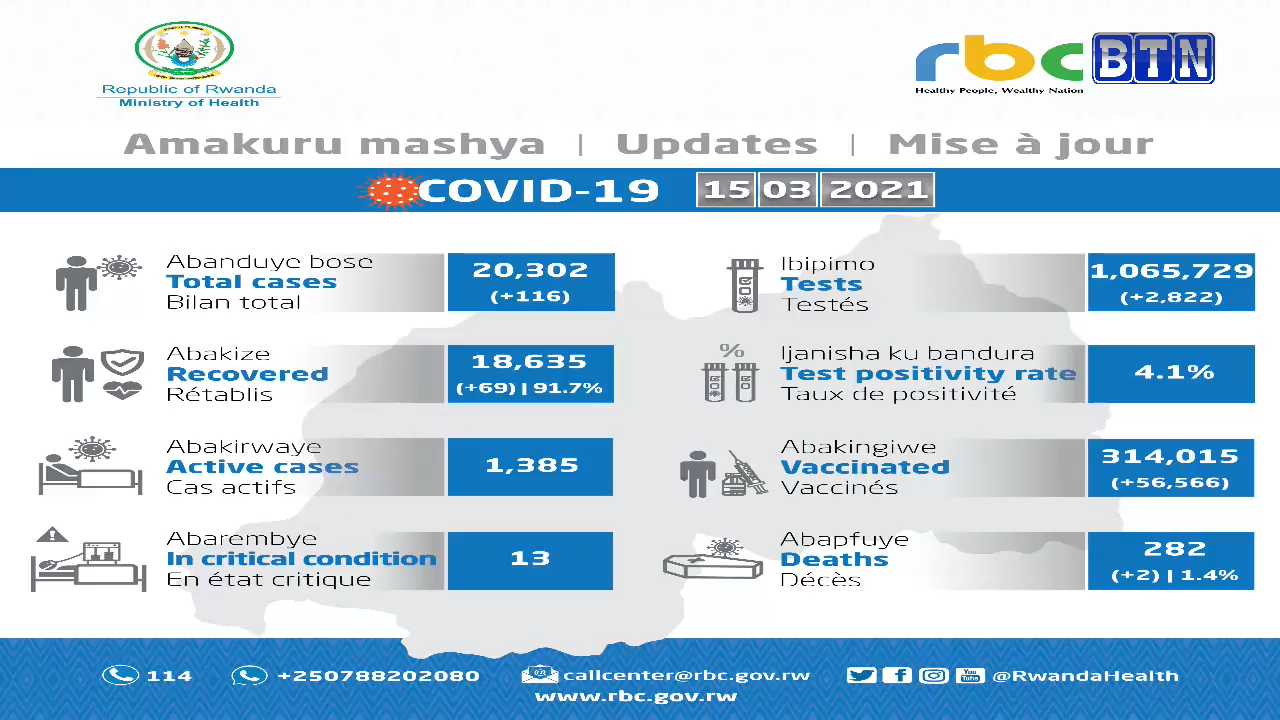 Republic of Rwanda
Ministry of Health
rbc BTN
Healthy People, Wealthy Nation
Amakuru mashya | Updates | Mise à jour
COVID-19 15 03 2021
Abanduye bose
Total cases
Bilan total
20,302
(+116)
Ibipimo
Tests
Testés
1,065,729
(+2,822)
Abakize
Recovered
Rétablis
18,635
(+69) | 91.7%
%
Ijanisha ku bandura
Test positivity rate
Taux de positivité
4.1%
Abakirwaye
Active cases
Cas actifs
1,385
Abakingiwe
Vaccinated
Vaccinés
314,015
(+56,566)
Abarembye
In critical condition
En état critique
13
Abapfuye
Deaths
Décès
282
(+2) | 1.4%
114 +250788202080 callcenter@rbc.gov.rw You Tube @RwandaHealth
www.rbc.gov.rw